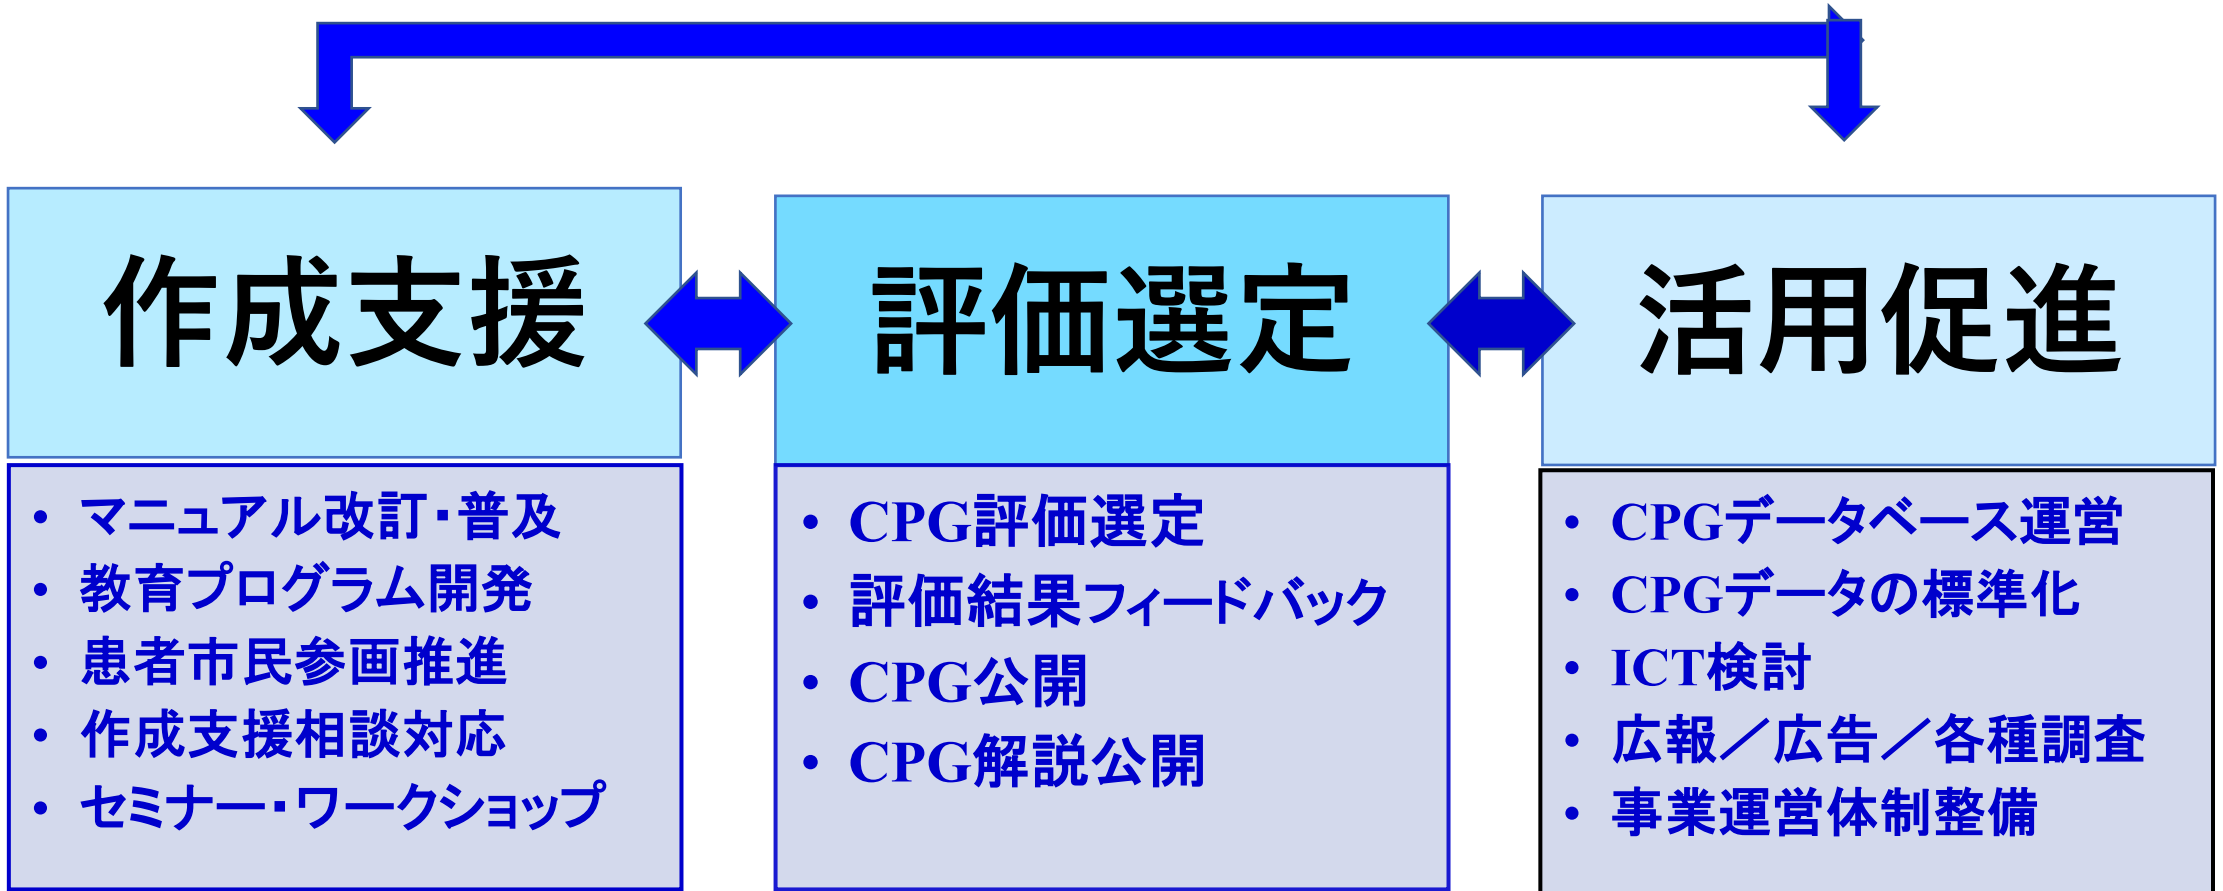 作成支援
• マニュアル改訂・普及
• 教育プログラム開発
• 患者市民参画推進
• 作成支援相談対応
• セミナー・ワークショップ
評価選定
• CPG評価選定
• 評価結果フィードバック
• CPG公開
• CPG解説公開
活用促進
• CPGデータベース運営
• CPGデータの標準化
• ICT検討
• 広報／広告／各種調査
• 事業運営体制整備